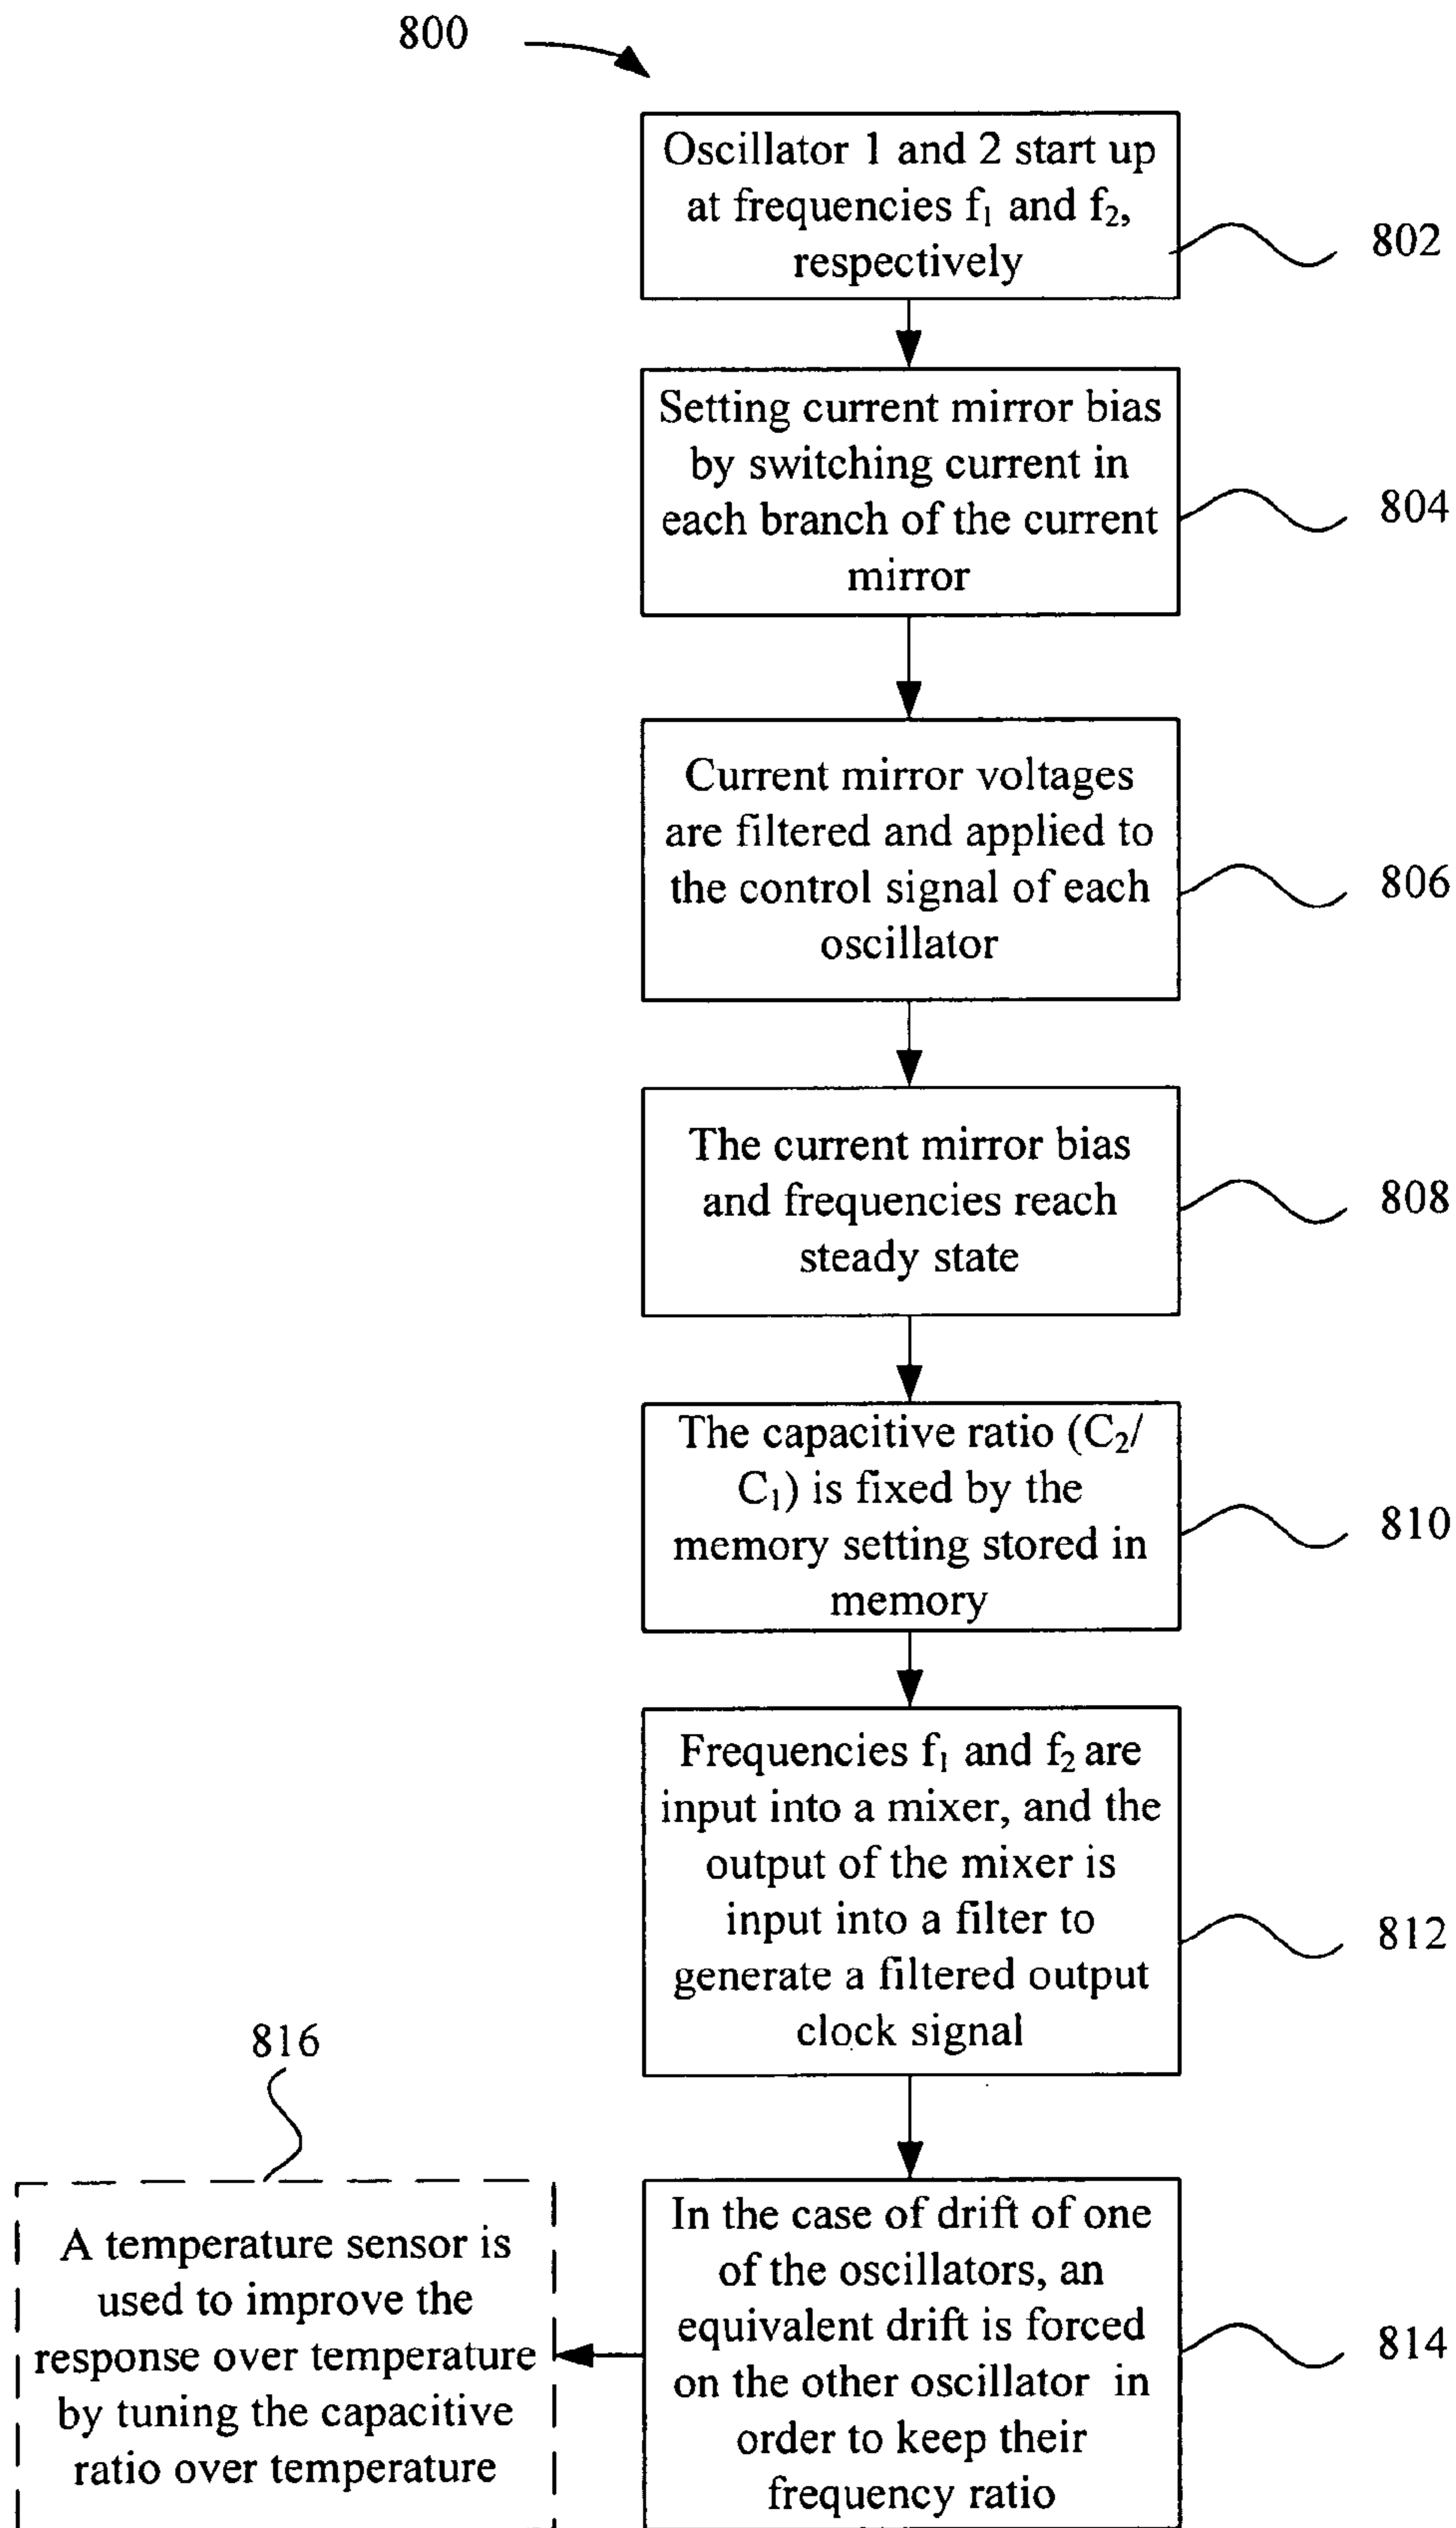 800
Oscillator 1 and 2 start up
at frequencies f₁ and f₂,
respectively
802
Setting current mirror bias
by switching current in
each branch of the current
mirror
804
Current mirror voltages
are filtered and applied to
the control signal of each
oscillator
806
The current mirror bias
and frequencies reach
steady state
808
The capacitive ratio (C₂/
C₁) is fixed by the
memory setting stored in
memory
810
Frequencies f₁ and f₂ are
input into a mixer, and the
output of the mixer is
input into a filter to
generate a filtered output
clock signal
812
In the case of drift of one
of the oscillators, an
equivalent drift is forced
on the other oscillator in
order to keep their
frequency ratio
814
816
A temperature sensor is
used to improve the
response over temperature
by tuning the capacitive
ratio over temperature